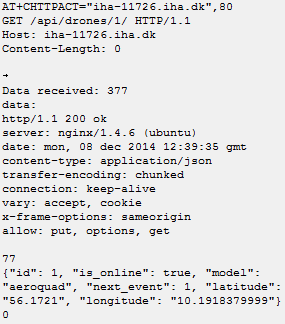 AT+CHTTPACT="iha-11726.iha.dk",80
GET /api/drones/1/ HTTP/1.1
Host: iha-11726.iha.dk
Content-Length: 0
→
Data received: 377
data:
http/1.1 200 ok
server: nginx/1.4.6 (ubuntu)
date: mon, 08 dec 2014 12:39:35 gmt
content-type: application/json
transfer-encoding: chunked
connection: keep-alive
vary: accept, cookie
x-frame-options: sameorigin
allow: put, options, get
77
{"id": 1, "is_online": true, "model":
"aeroquad", "next_event": 1, "latitude":
"56.1721", "longitude": "10.1918379999"}
0